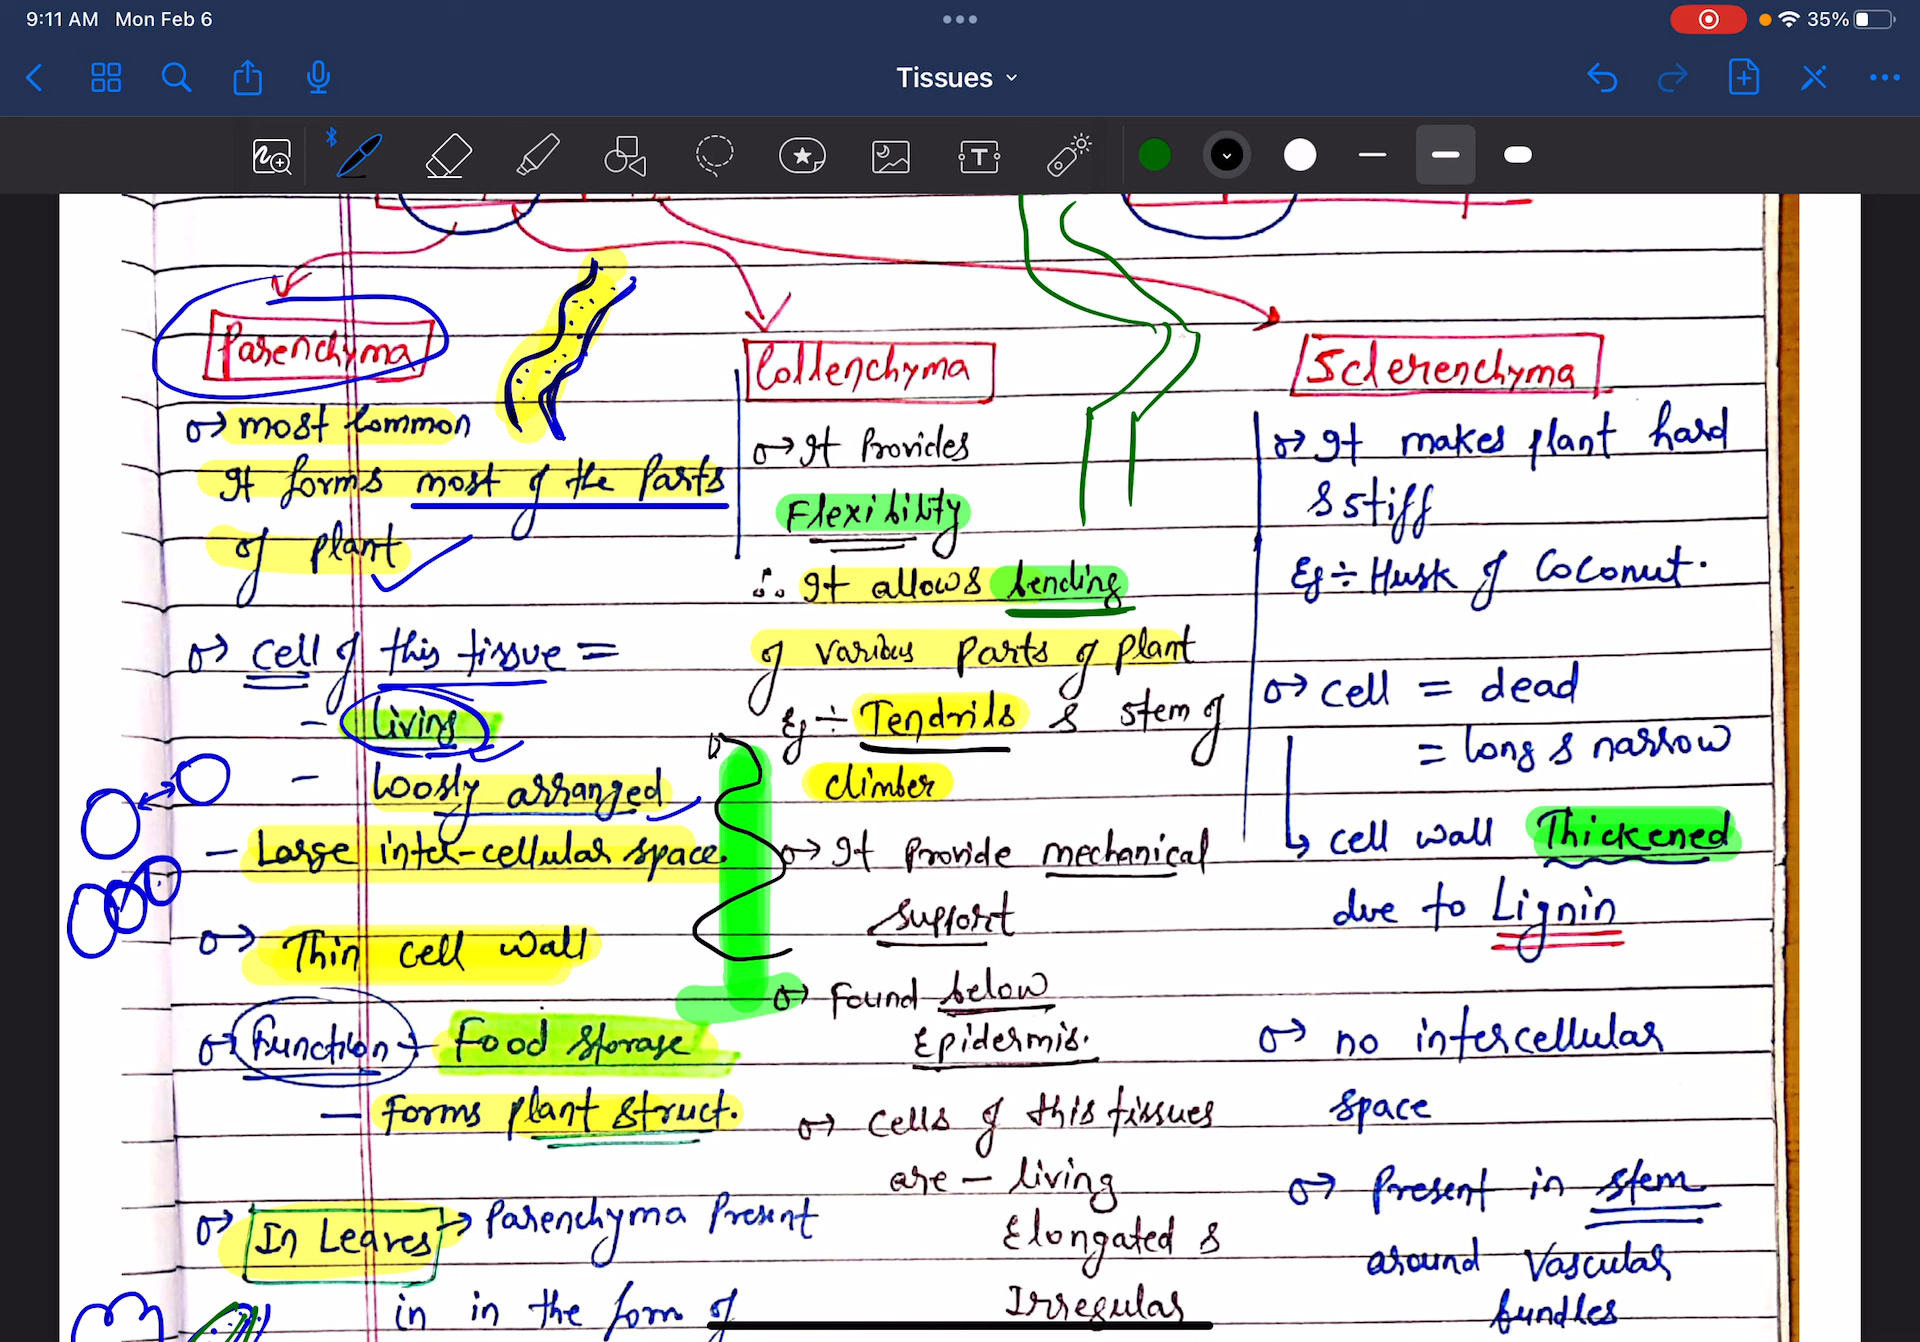 9:11 AM Mon Feb 6
35%
Tissues
Parenchyma
o→ most common
It forms most of the Parts
of plant
o→ cell of this tissue =
- living
- Loosly arranged
- Large inter-cellular space.
o→ Thin cell wall
o→ Function - Food storage
- Forms plant struct.
o→ In Leaves → Parenchyma Present
in in the form of
Collenchyma
o→ It Provides
Flexibility
∴ It allows bending
of various Parts of plant
Eg ÷ Tendrils & stem of
climber
o→ It Provide mechanical
support
o→ Found below
Epidermis.
o→ cells of this tissues
are - living
Elongated &
Irregular
Sclerenchyma
o→ It makes plant hard
& stiff
Eg ÷ Husk of Coconut.
o→ cell = dead
= long & narrow
↳ cell wall Thickened
due to Lignin
o→ no intercellular
space
o→ Present in stem
around Vascular
bundles